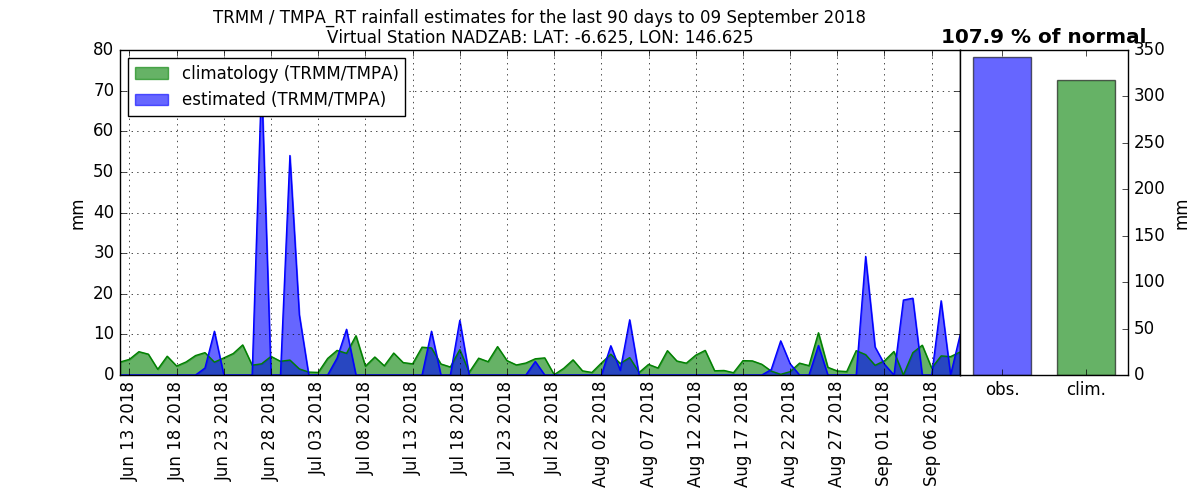 TRMM / TMPA_RT rainfall estimates for the last 90 days to 09 September 2018
Virtual Station NADZAB: LAT: -6.625, LON: 146.625
107.9 % of normal
climatology (TRMM/TMPA)
estimated (TRMM/TMPA)
80
70
60
50
40
30
20
10
0
mm
Jun 13 2018
Jun 18 2018
Jun 23 2018
Jun 28 2018
Jul 03 2018
Jul 08 2018
Jul 13 2018
Jul 18 2018
Jul 23 2018
Jul 28 2018
Aug 02 2018
Aug 07 2018
Aug 12 2018
Aug 17 2018
Aug 22 2018
Aug 27 2018
Sep 01 2018
Sep 06 2018
obs.
clim.
350
300
250
200
150
100
50
0
mm